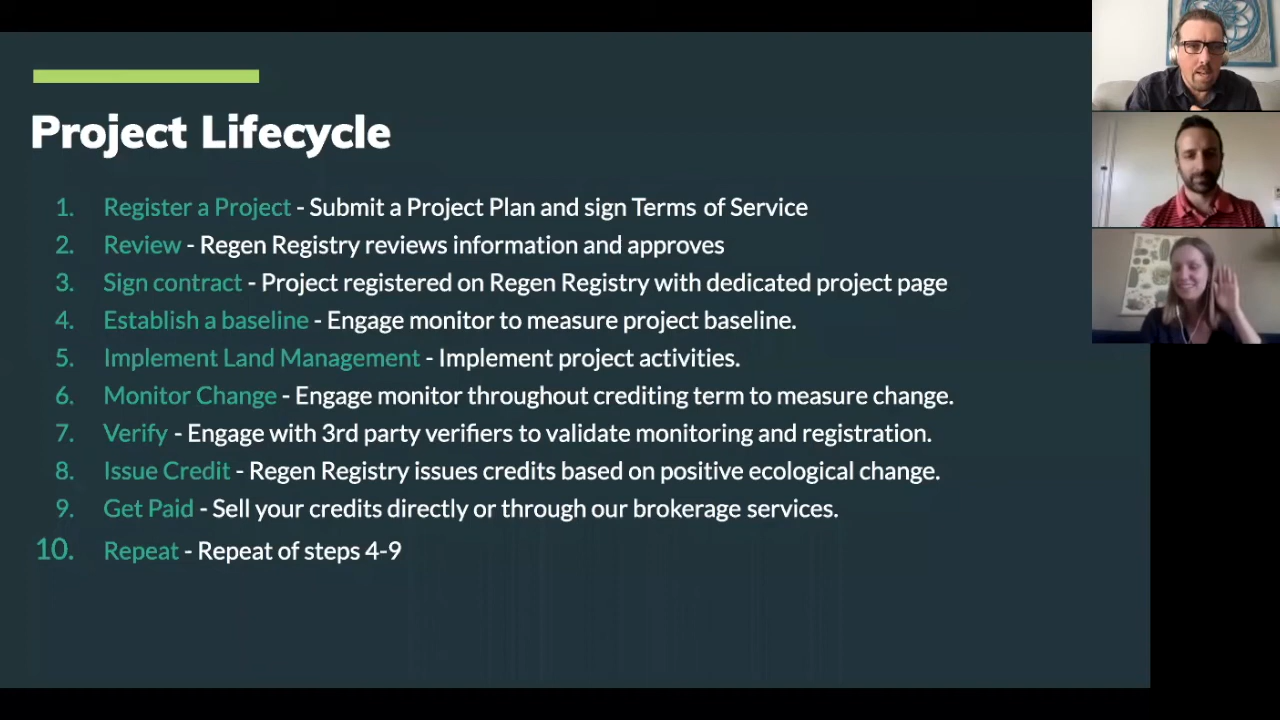 Project Lifecycle
1. Register a Project - Submit a Project Plan and sign Terms of Service
2. Review - Regen Registry reviews information and approves
3. Sign contract - Project registered on Regen Registry with dedicated project page
4. Establish a baseline - Engage monitor to measure project baseline.
5. Implement Land Management - Implement project activities.
6. Monitor Change - Engage monitor throughout crediting term to measure change.
7. Verify - Engage with 3rd party verifiers to validate monitoring and registration.
8. Issue Credit - Regen Registry issues credits based on positive ecological change.
9. Get Paid - Sell your credits directly or through our brokerage services.
10. Repeat - Repeat of steps 4-9